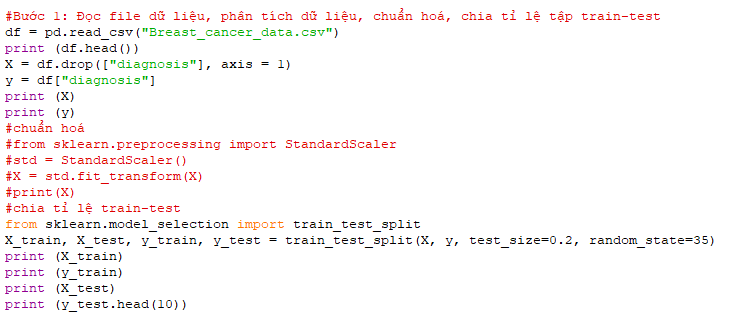 #Bước 1: Đọc file dữ liệu, phân tích dữ liệu, chuẩn hoá, chia tỉ lệ tập train-test
df = pd.read_csv("Breast_cancer_data.csv")
print (df.head())
X = df.drop(["diagnosis"], axis = 1)
y = df["diagnosis"]
print (X)
print (y)
#chuẩn hoá
#from sklearn.preprocessing import StandardScaler
#std = StandardScaler()
#X = std.fit_transform(X)
#print(X)
#chia tỉ lệ train-test
from sklearn.model_selection import train_test_split
X_train, X_test, y_train, y_test = train_test_split(X, y, test_size=0.2, random_state=35)
print (X_train)
print (y_train)
print (X_test)
print (y_test.head(10))